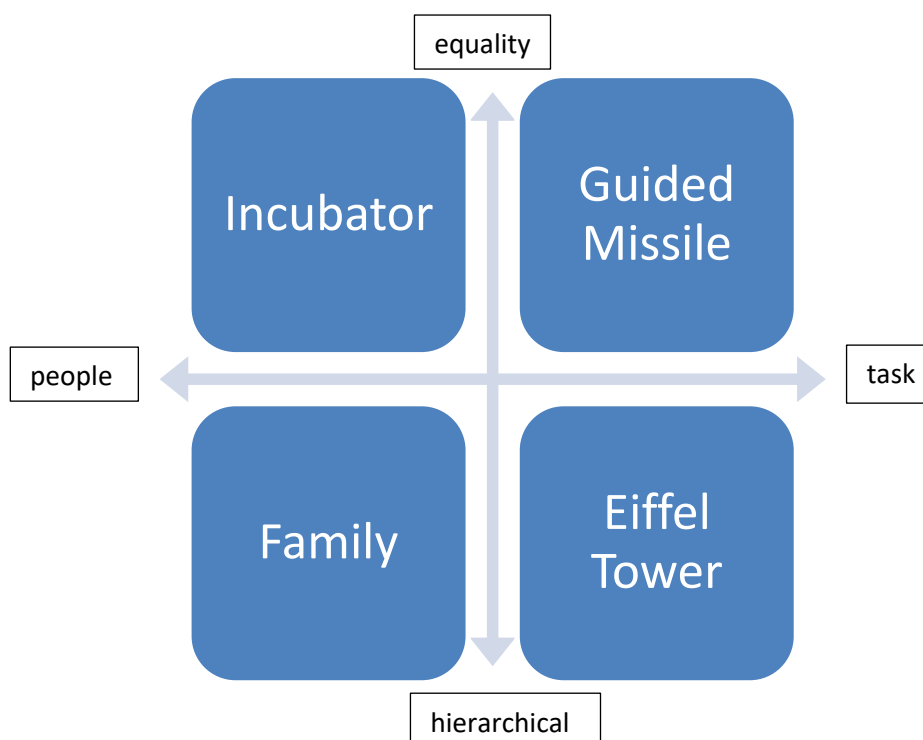 equality
Incubator
Guided
Missile
people
task
Family
Eiffel
Tower
hierarchical